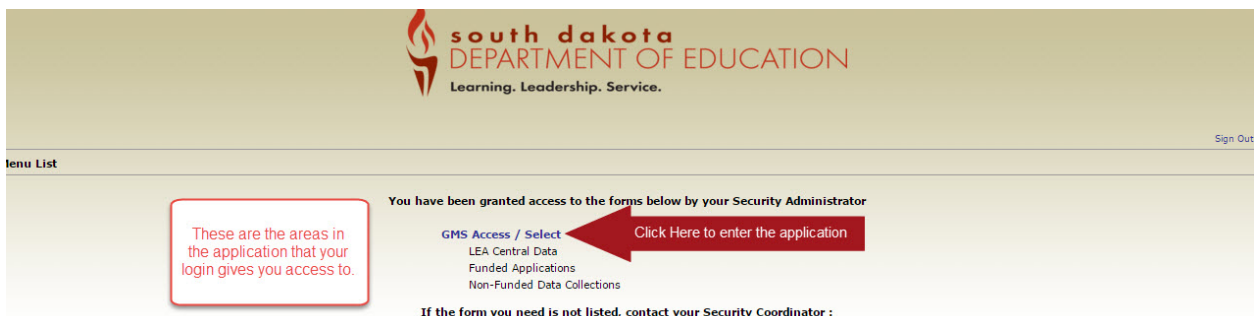 south dakota
DEPARTMENT OF EDUCATION
Learning. Leadership. Service.
Sign Out
Menu List
You have been granted access to the forms below by your Security Administrator
These are the areas in
the application that your
login gives you access to.
GMS Access / Select
Click Here to enter the application
LEA Central Data
Funded Applications
Non-Funded Data Collections
If the form you need is not listed, contact your Security Coordinator :